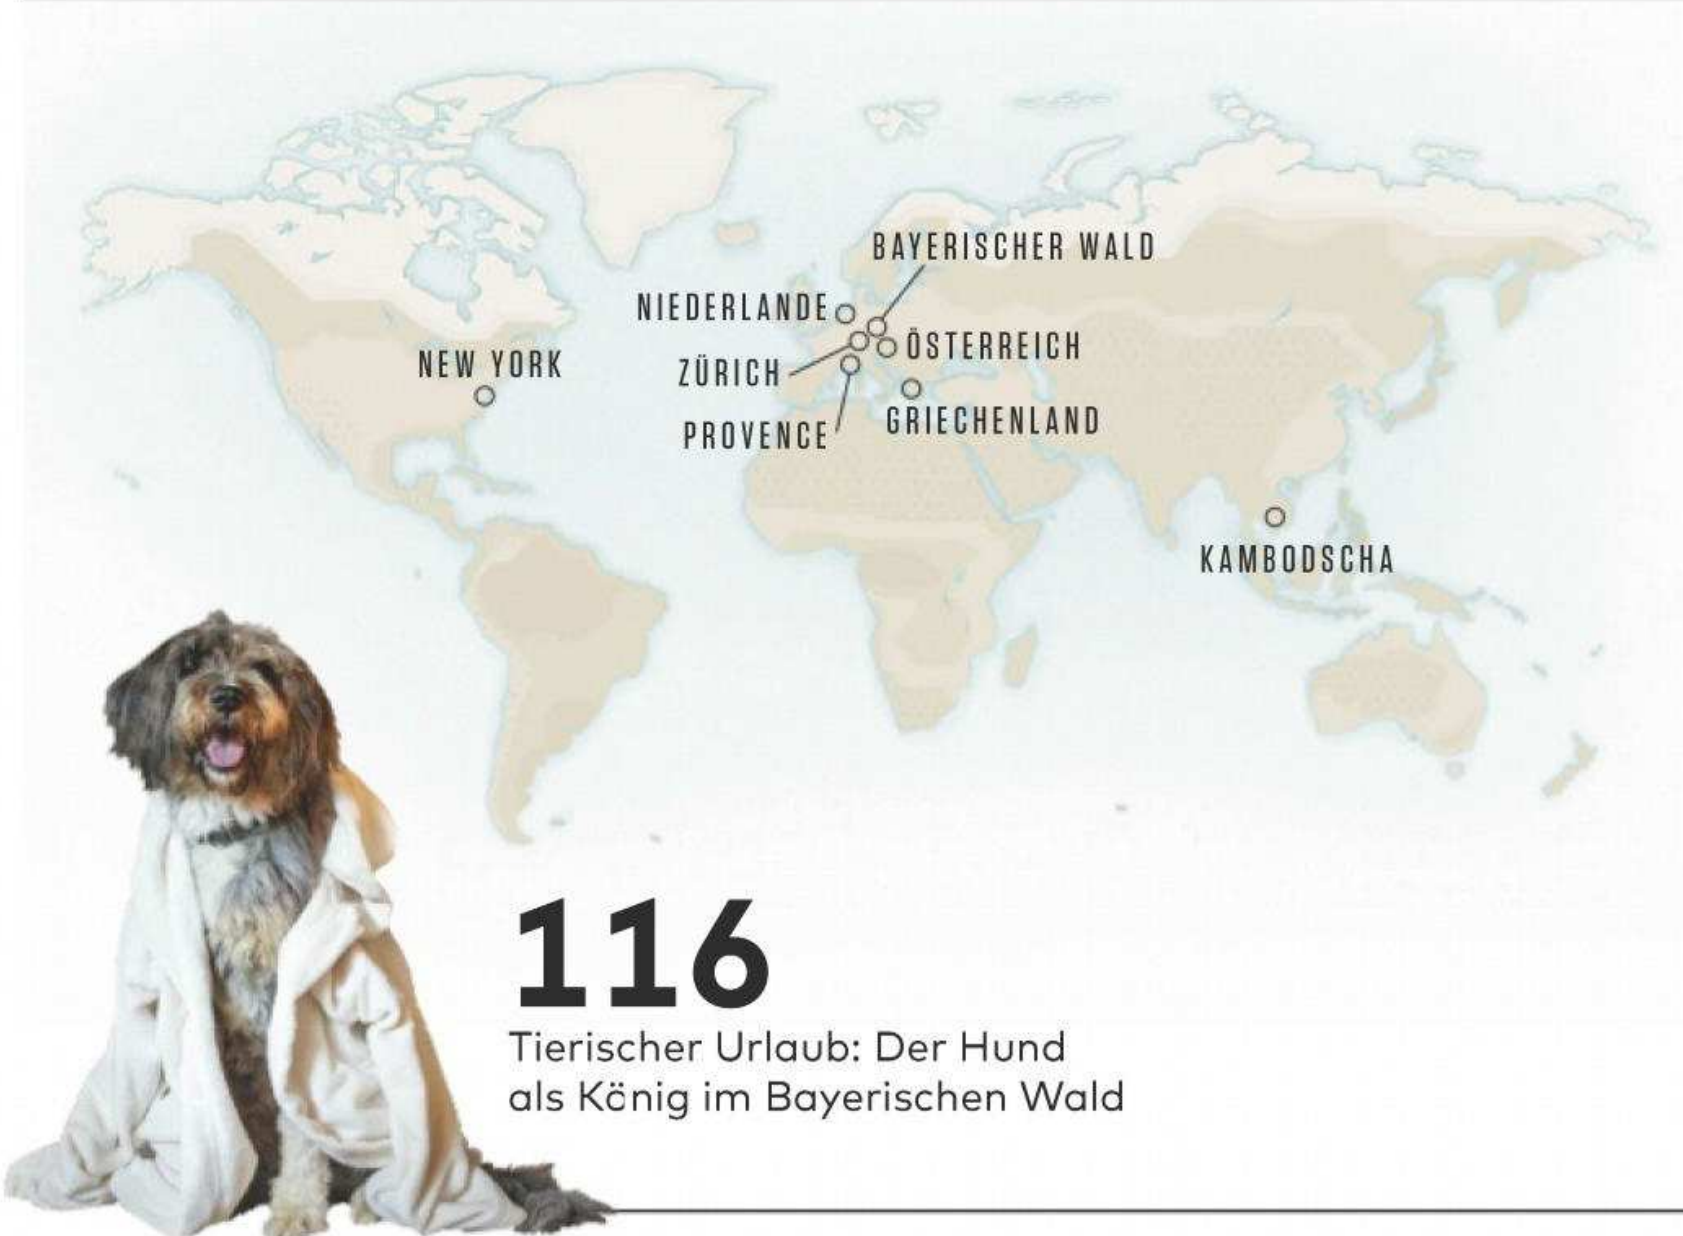 BAYERISCHER WALD
NIEDERLANDE
ÖSTERREICH
NEW YORK
ZÜRICH
GRIECHENLAND
PROVENCE
KAMBODSCHA
116
Tierischer Urlaub: Der Hund
als König im Bayerischen Wald